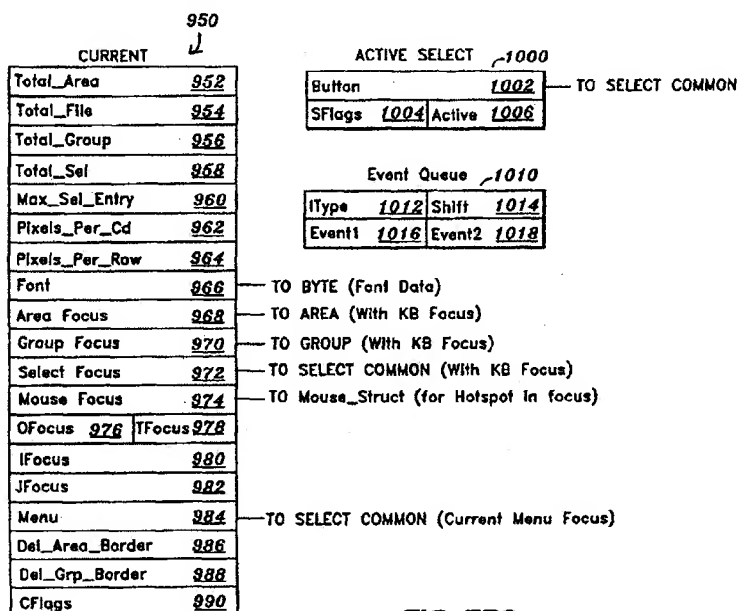 950
CURRENT
Total_Area 952
Total_File 954
Total_Group 956
Total_Sel 958
Max_Sel_Entry 960
Pixels_Per_Cd 962
Pixels_Per_Row 964
Font 966 TO BYTE (Font Data)
Area Focus 968 TO AREA (With KB Focus)
Group Focus 970 TO GROUP (With KB Focus)
Select Focus 972 TO SELECT COMMON (With KB Focus)
Mouse Focus 974 TO Mouse_Struct (for Hotspot in focus)
OFocus 976 TFocus 978
IFocus 980
JFocus 982
Menu 984 TO SELECT COMMON (Current Menu Focus)
Del_Area_Border 986
Del_Grp_Border 988
CFlags 990
ACTIVE SELECT 1000
Button 1002 TO SELECT COMMON
SFlags 1004 Active 1006
Event Queue 1010
IType 1012 Shift 1014
Event1 1016 Event2 1018